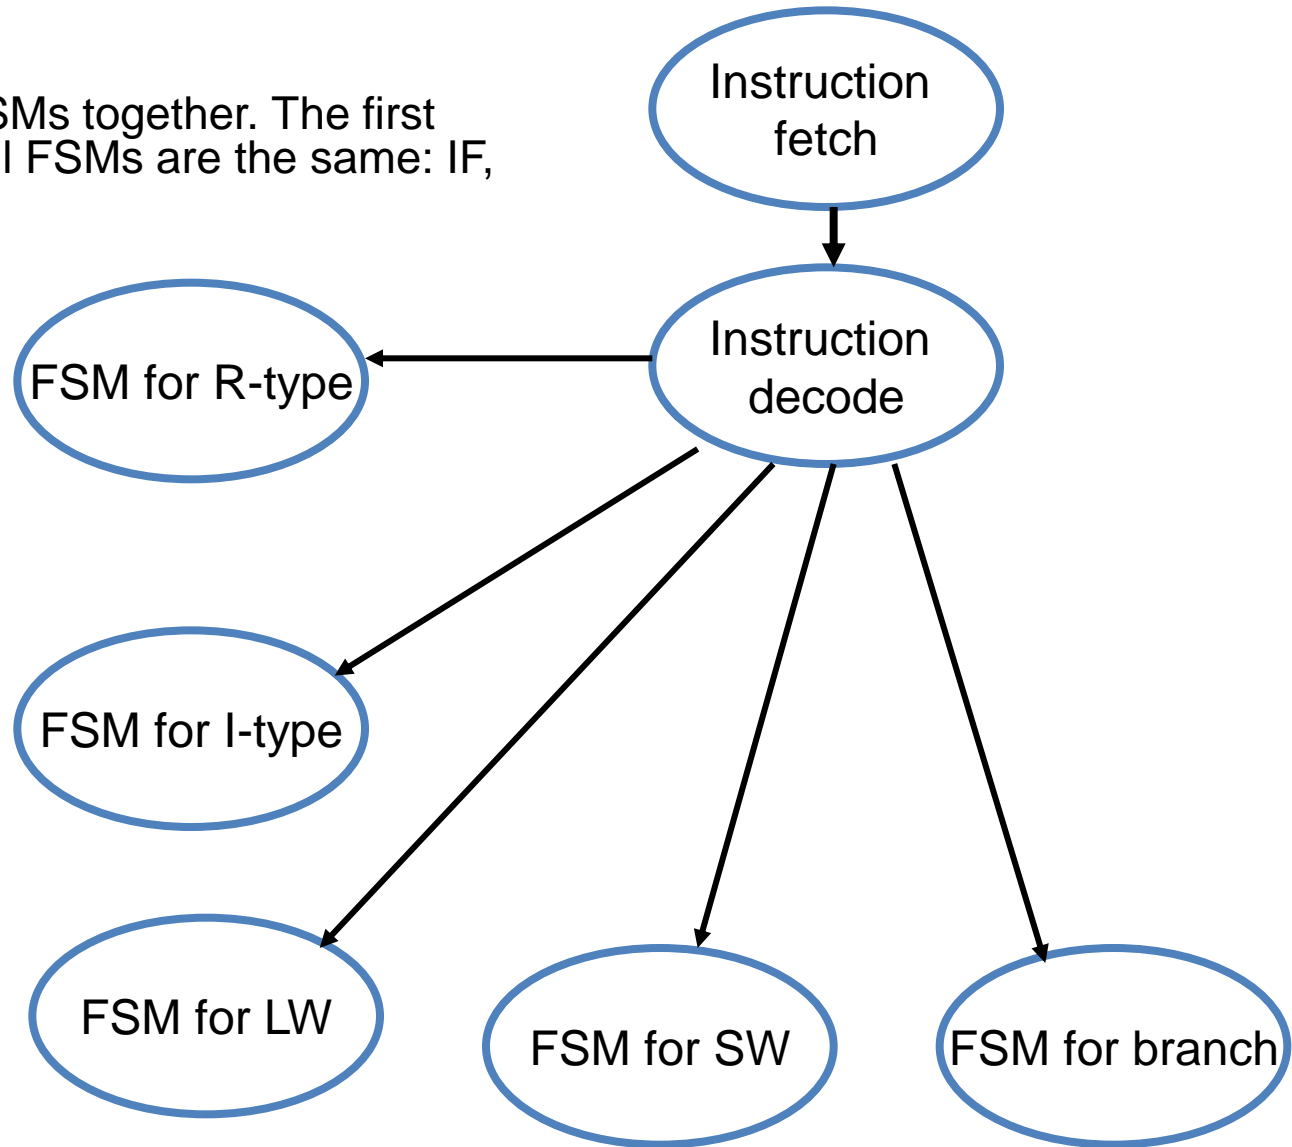 SMs together. The first
l FSMs are the same: IF,
Instruction
fetch
Instruction
decode
FSM for R-type
FSM for I-type
FSM for LW
FSM for SW
FSM for branch